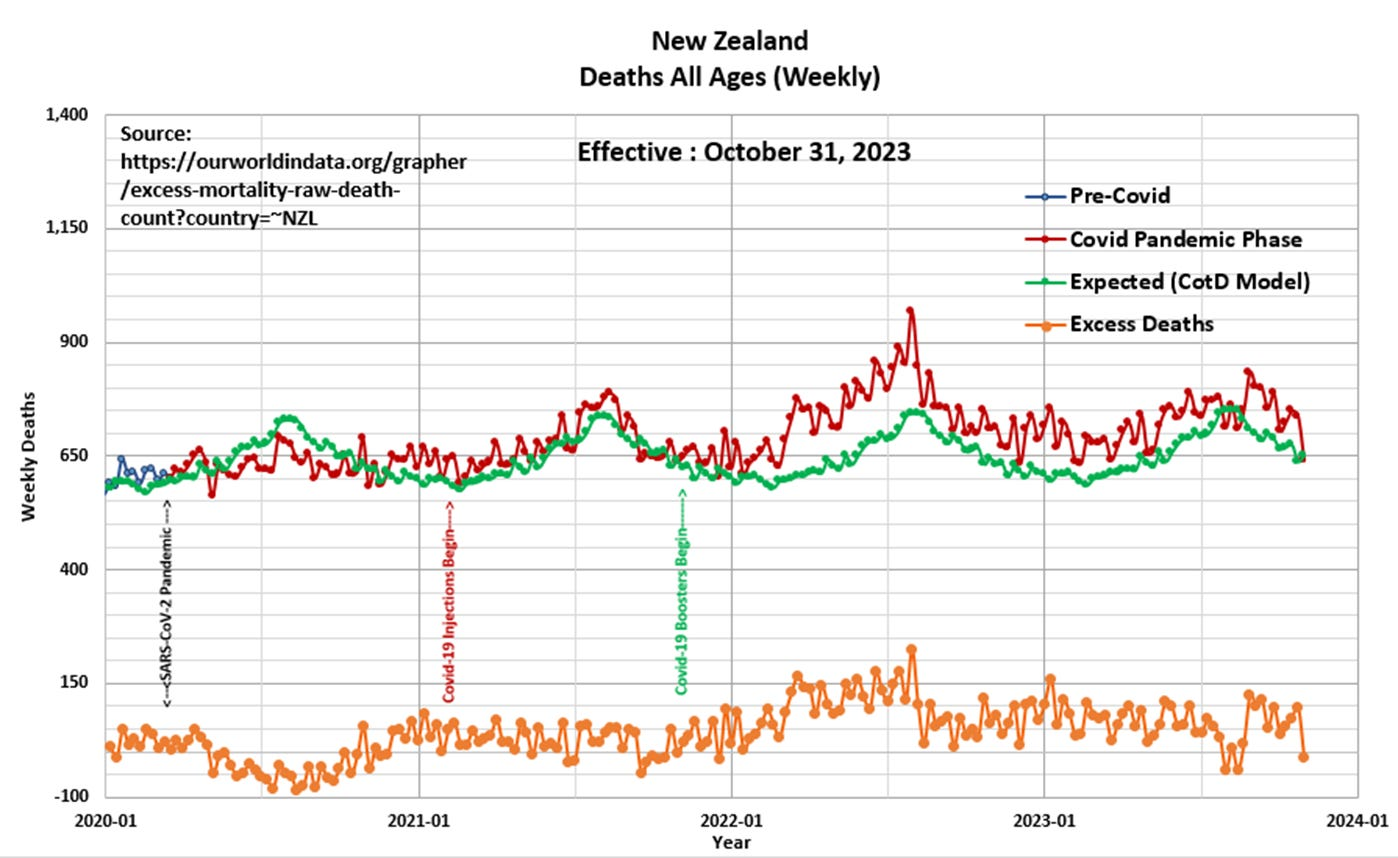 New Zealand
Deaths All Ages (Weekly)
1,400
1,150
900
650
400
150
-100
Weekly Deaths
Source:
https://ourworldindata.org/grapher
/excess-mortality-raw-death-
count?country=~NZL
Effective : October 31, 2023
Pre-Covid
Covid Pandemic Phase
Expected (CotD Model)
Excess Deaths
<---<SARS-CoV-2 Pandemic --->
Covid-19 Injections Begin----->
Covid-19 Boosters Begin----->
2020-01
2021-01
2022-01
2023-01
2024-01
Year